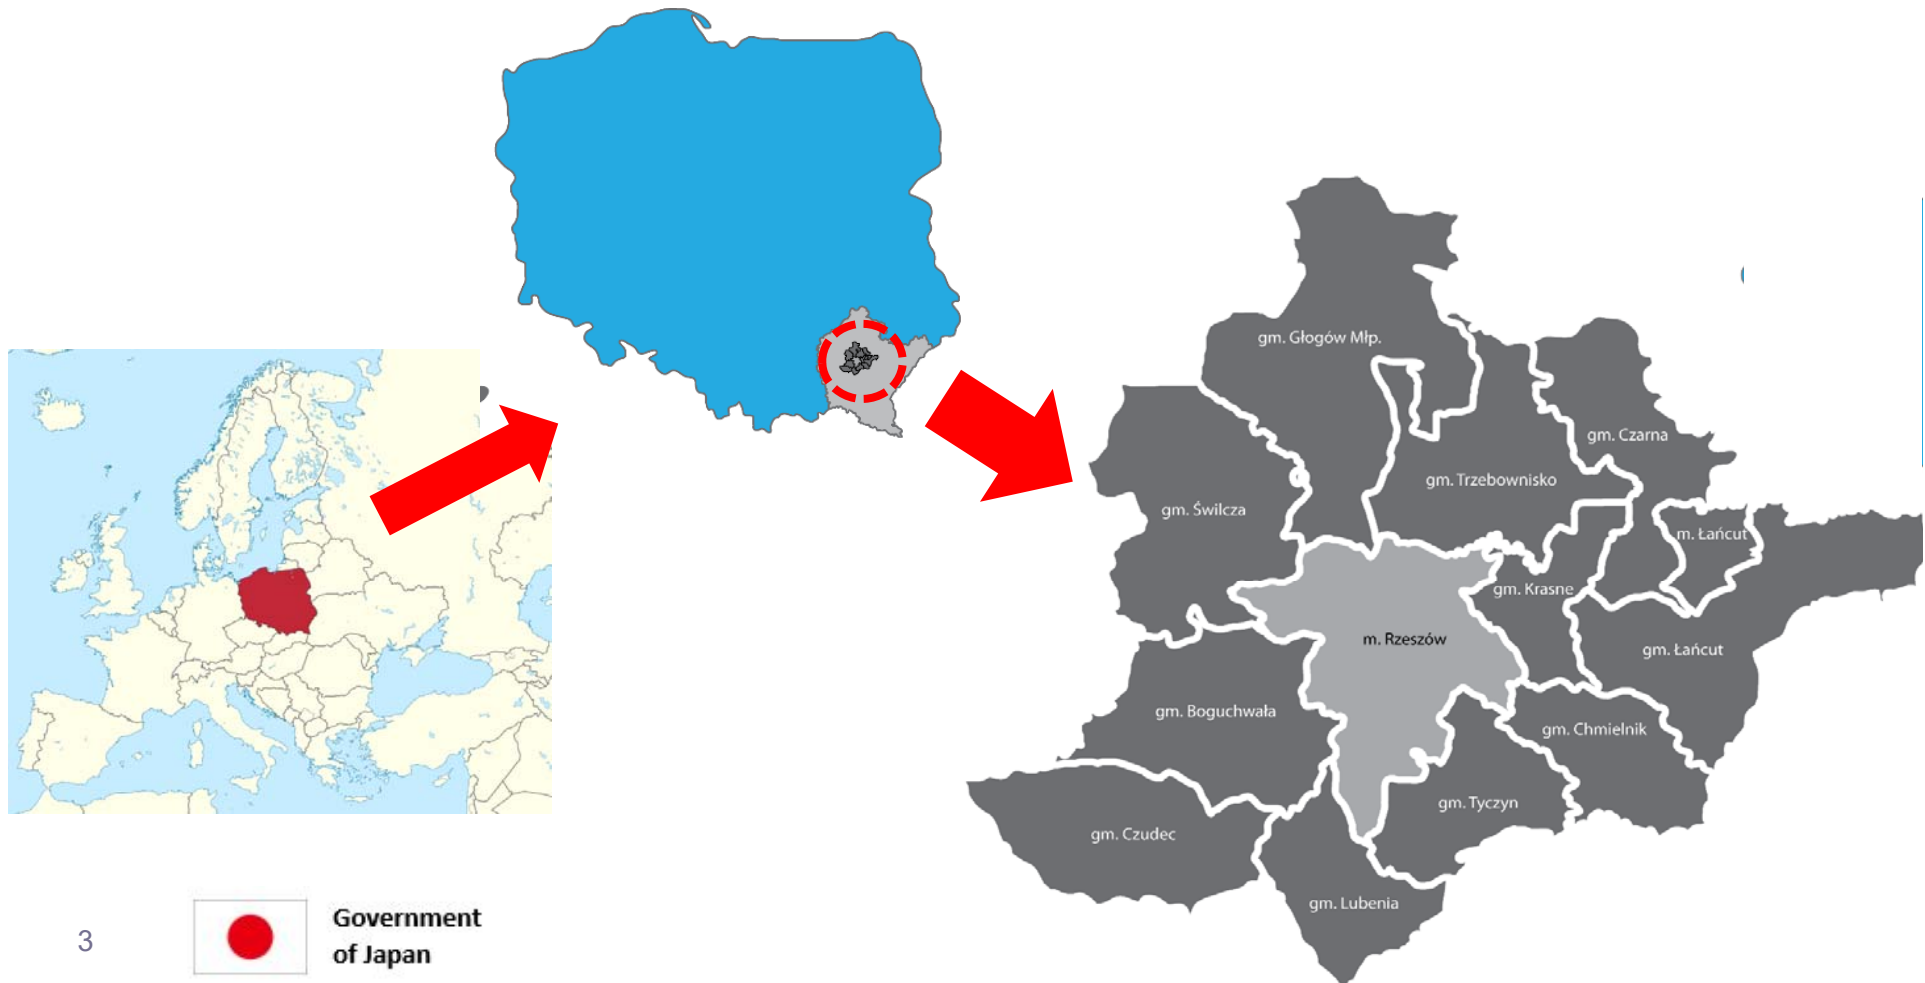 gm. Głogów Młp.
gm. Czarna
gm. Trzebownisko
gm. Świlcza
m. Łańcut
gm. Krasne
m. Rzeszów
gm. Łańcut
gm. Boguchwała
gm. Chmielnik
gm. Tyczyn
gm. Czudec
gm. Lubenia
3
Government
of Japan